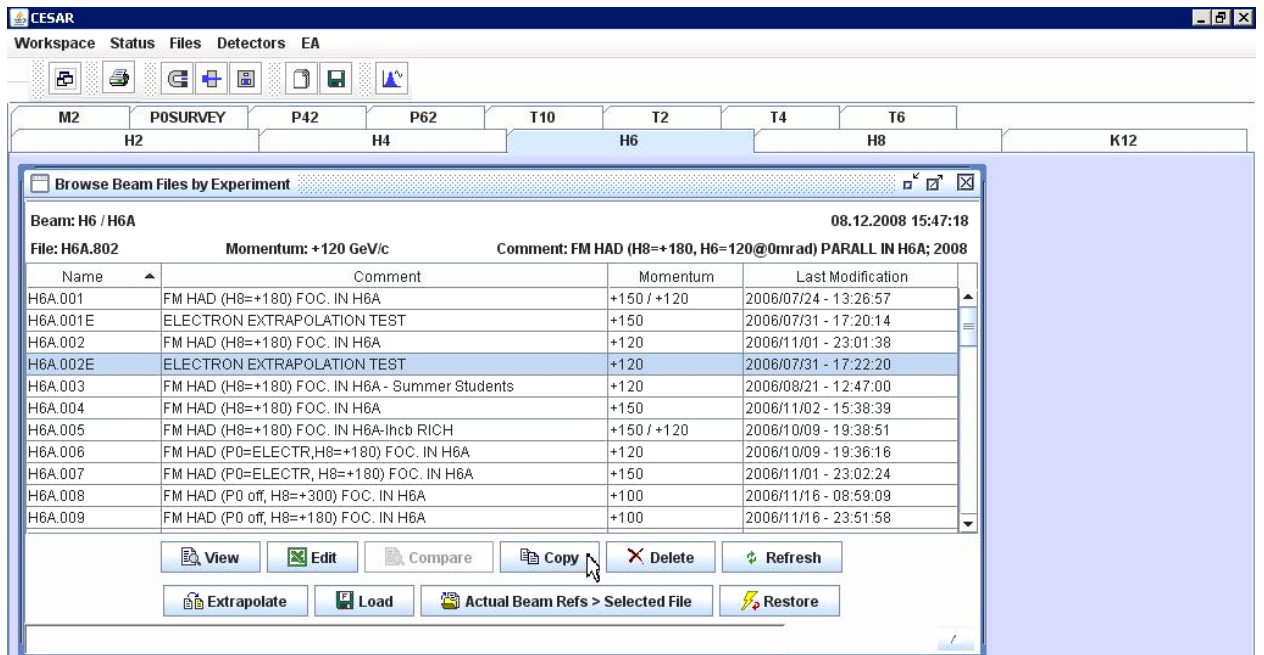 CESAR
Workspace Status Files Detectors EA
M2 P0SURVEY P42 P62 T10 T2 T4 T6
H2 H4 H6 H8 K12
Browse Beam Files by Experiment
Beam: H6 / H6A 08.12.2008 15:47:18
File: H6A.802 Momentum: +120 GeV/c Comment: FM HAD (H8=+180, H6=120@0mrad) PARALL IN H6A; 2008
Name Comment Momentum Last Modification
H6A.001 FM HAD (H8=+180) FOC. IN H6A +150 / +120 2006/07/24 - 13:26:57
H6A.001E ELECTRON EXTRAPOLATION TEST +150 2006/07/31 - 17:20:14
H6A.002 FM HAD (H8=+180) FOC. IN H6A +120 2006/11/01 - 23:01:38
H6A.002E ELECTRON EXTRAPOLATION TEST +120 2006/07/31 - 17:22:20
H6A.003 FM HAD (H8=+180) FOC. IN H6A - Summer Students +120 2006/08/21 - 12:47:00
H6A.004 FM HAD (H8=+180) FOC. IN H6A +150 2006/11/02 - 15:38:39
H6A.005 FM HAD (H8=+180) FOC. IN H6A-lhcb RICH +150 / +120 2006/10/09 - 19:38:51
H6A.006 FM HAD (P0=ELECTR,H8=+180) FOC. IN H6A +120 2006/10/09 - 19:36:16
H6A.007 FM HAD (P0=ELECTR, H8=+180) FOC. IN H6A +150 2006/11/01 - 23:02:24
H6A.008 FM HAD (P0 off, H8=+300) FOC. IN H6A +100 2006/11/16 - 08:59:09
H6A.009 FM HAD (P0 off, H8=+180) FOC. IN H6A +100 2006/11/16 - 23:51:58
View Edit Compare Copy Delete Refresh
Extrapolate Load Actual Beam Refs > Selected File Restore
/